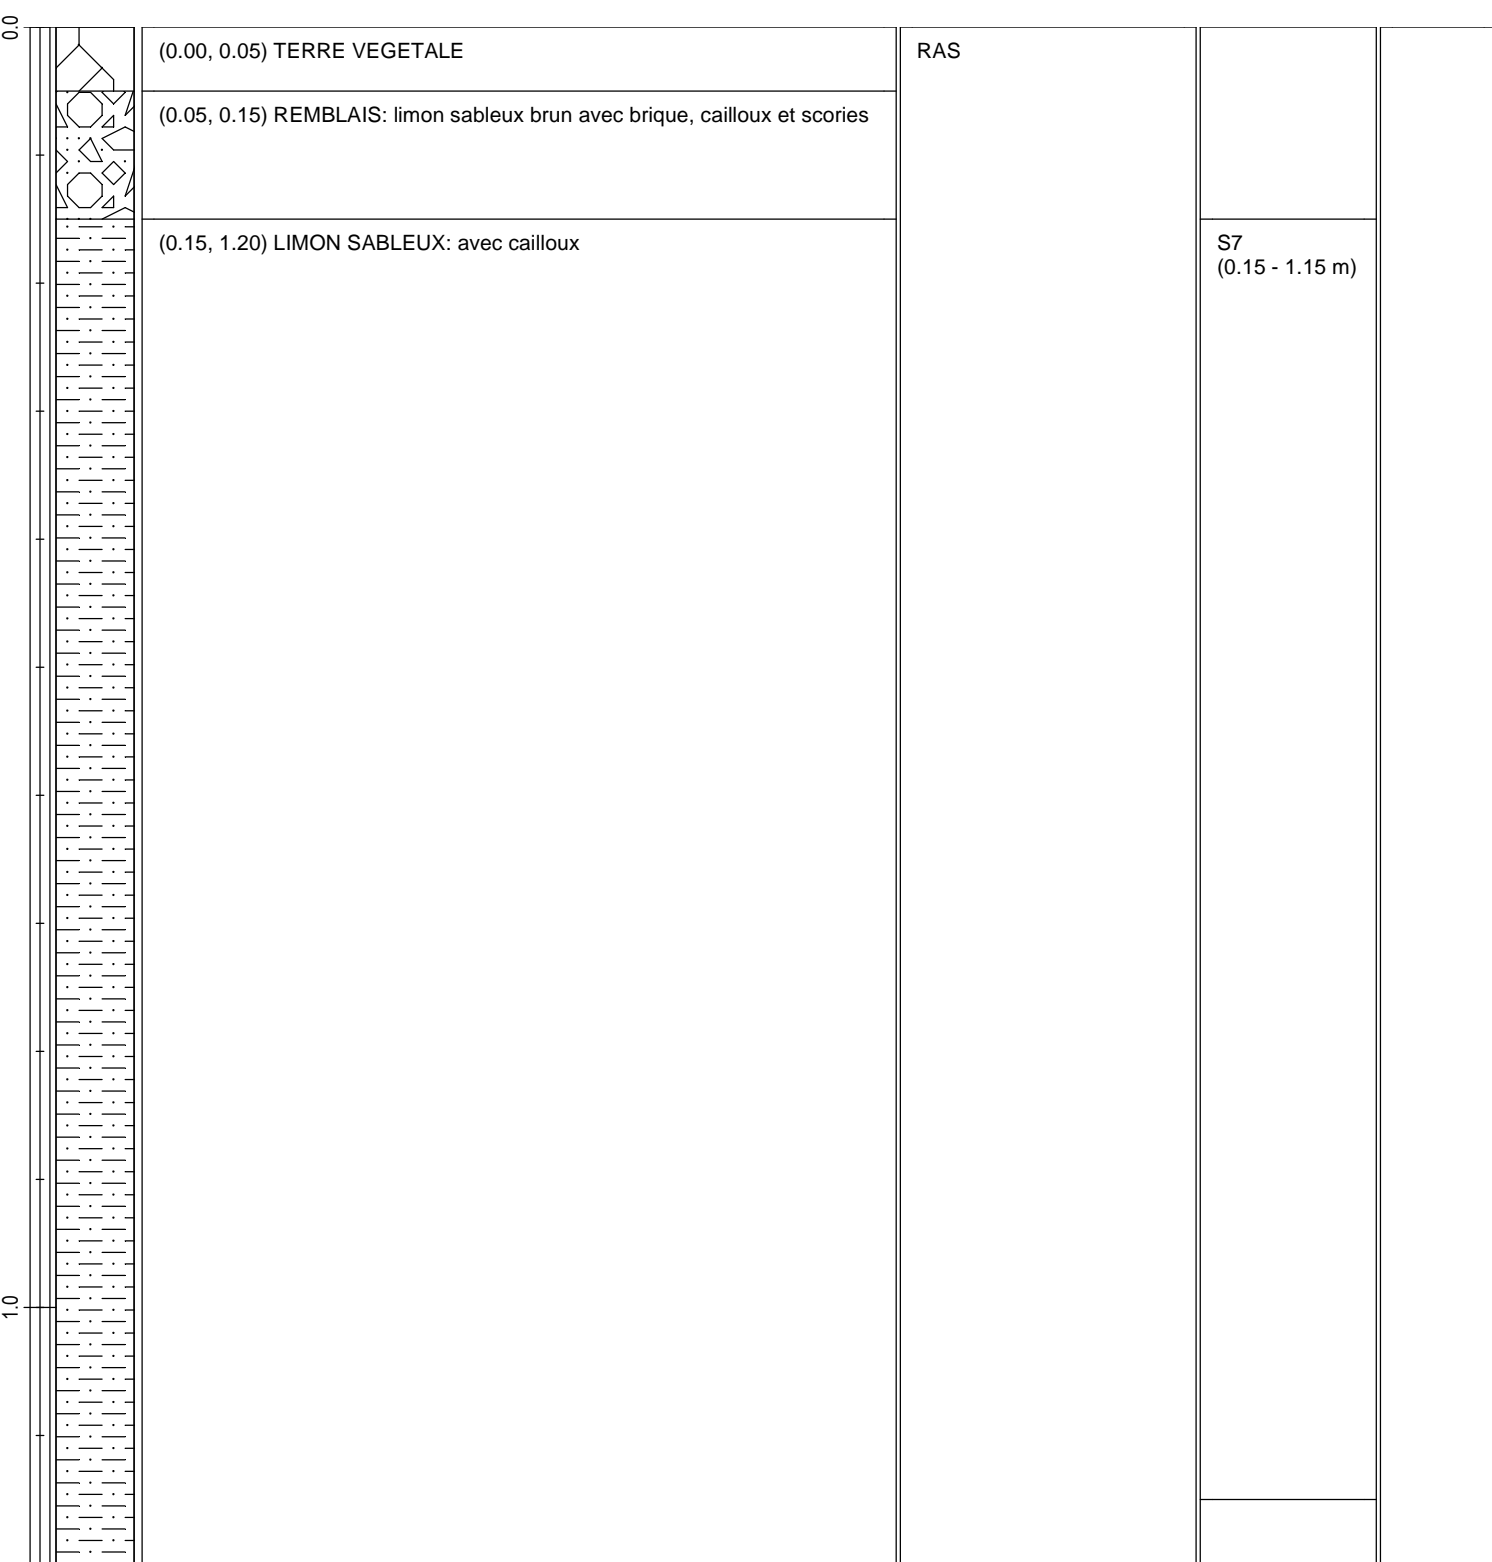 0.0
(0.00, 0.05) TERRE VEGETALE
RAS
(0.05, 0.15) REMBLAIS: limon sableux brun avec brique, cailloux et scories
(0.15, 1.20) LIMON SABLEUX: avec cailloux
S7
(0.15 - 1.15 m)
1.0